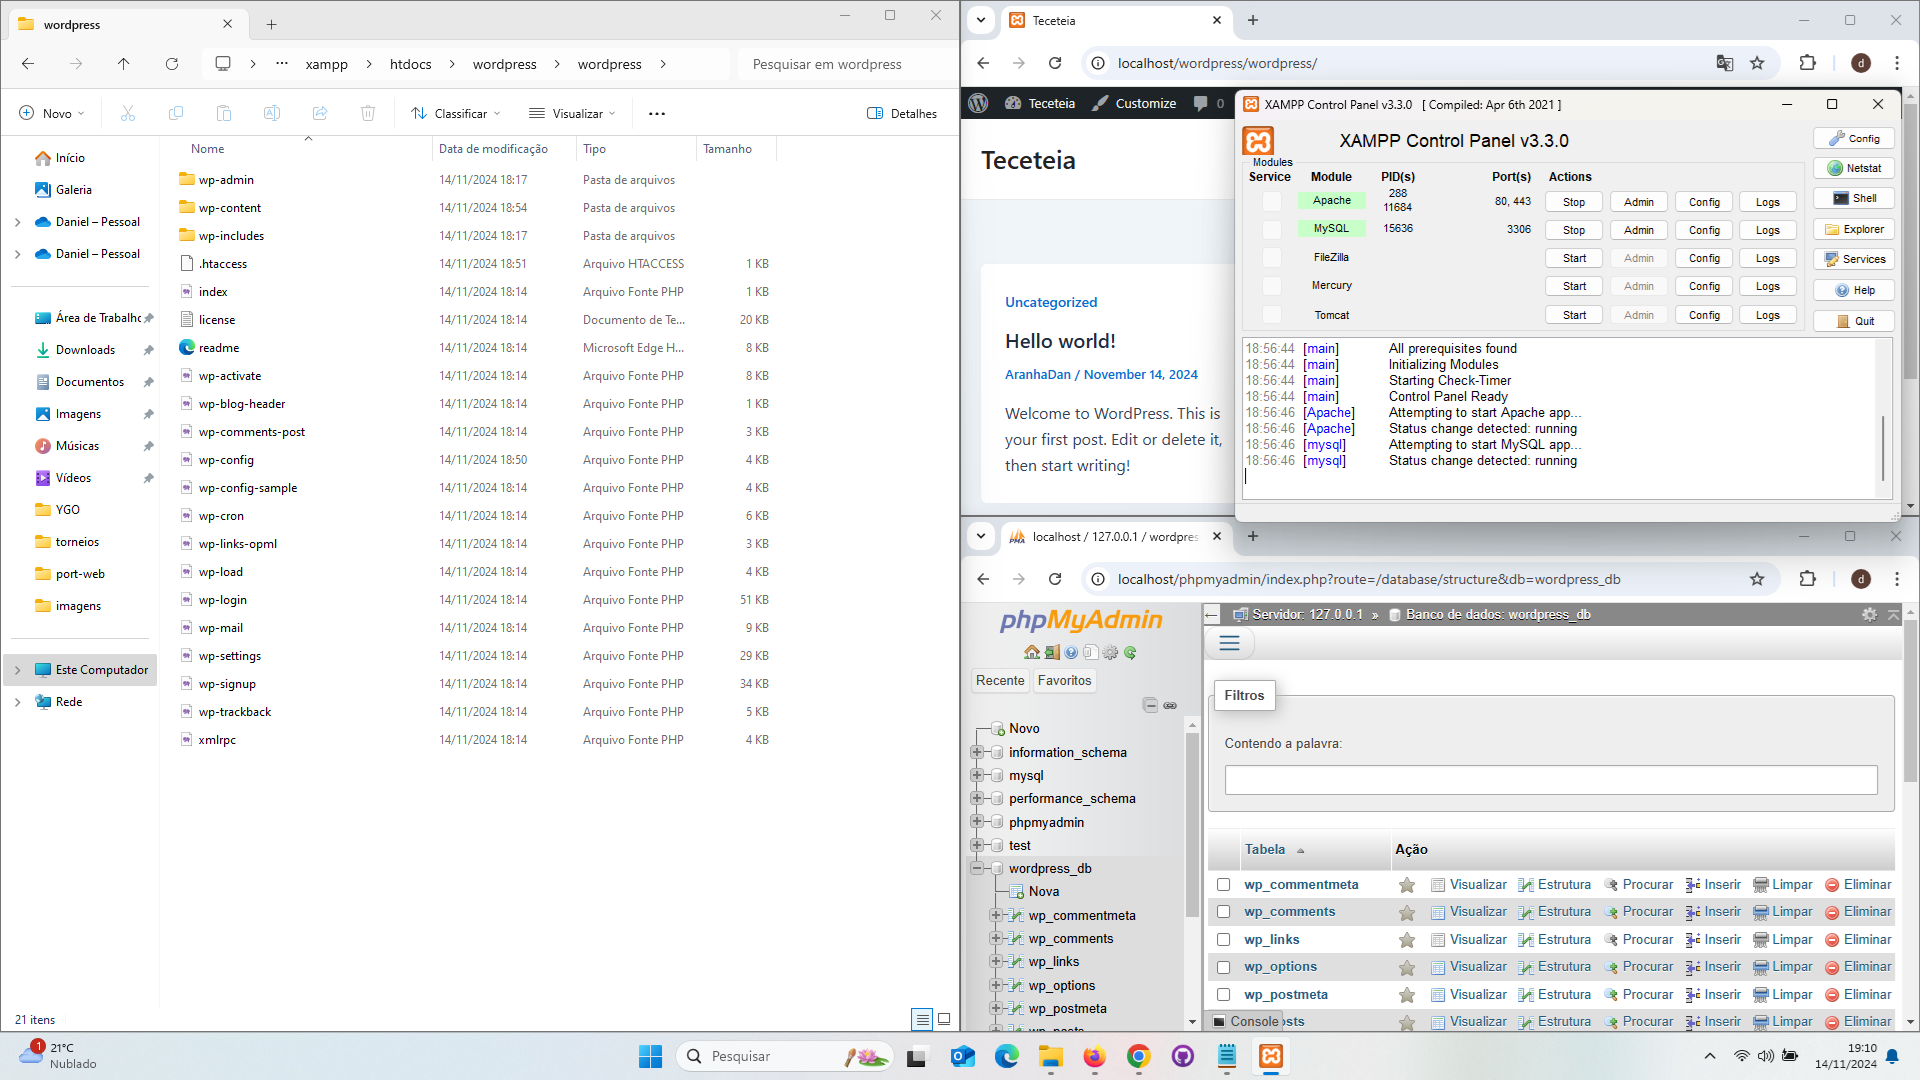 wordpress
xampp > htdocs > wordpress > wordpress >
Pesquisar em wordpress
Novo
Classificar
Visualizar
Detalhes
Nome Data de modificação Tipo Tamanho
wp-admin 14/11/2024 18:17 Pasta de arquivos
wp-content 14/11/2024 18:54 Pasta de arquivos
wp-includes 14/11/2024 18:17 Pasta de arquivos
.htaccess 14/11/2024 18:51 Arquivo HTACCESS 1 KB
index 14/11/2024 18:14 Arquivo Fonte PHP 1 KB
license 14/11/2024 18:14 Documento de Te... 20 KB
readme 14/11/2024 18:14 Microsoft Edge H... 8 KB
wp-activate 14/11/2024 18:14 Arquivo Fonte PHP 8 KB
wp-blog-header 14/11/2024 18:14 Arquivo Fonte PHP 1 KB
wp-comments-post 14/11/2024 18:14 Arquivo Fonte PHP 3 KB
wp-config 14/11/2024 18:50 Arquivo Fonte PHP 4 KB
wp-config-sample 14/11/2024 18:14 Arquivo Fonte PHP 4 KB
wp-cron 14/11/2024 18:14 Arquivo Fonte PHP 6 KB
wp-links-opml 14/11/2024 18:14 Arquivo Fonte PHP 3 KB
wp-load 14/11/2024 18:14 Arquivo Fonte PHP 4 KB
wp-login 14/11/2024 18:14 Arquivo Fonte PHP 51 KB
wp-mail 14/11/2024 18:14 Arquivo Fonte PHP 9 KB
wp-settings 14/11/2024 18:14 Arquivo Fonte PHP 29 KB
wp-signup 14/11/2024 18:14 Arquivo Fonte PHP 34 KB
wp-trackback 14/11/2024 18:14 Arquivo Fonte PHP 5 KB
xmlrpc 14/11/2024 18:14 Arquivo Fonte PHP 4 KB
Início
Galeria
Daniel – Pessoal
Daniel – Pessoal
Área de Trabalho
Downloads
Documentos
Imagens
Músicas
Vídeos
YGO
torneios
port-web
imagens
Este Computador
Rede
21 itens
Teceteia
localhost/wordpress/wordpress/
d
Teceteia Customize 0
Teceteia
Uncategorized
Hello world!
AranhaDan / November 14, 2024
Welcome to WordPress. This is
your first post. Edit or delete it,
then start writing!
XAMPP Control Panel v3.3.0 [ Compiled: Apr 6th 2021 ]
XAMPP Control Panel v3.3.0
Modules
Service Module PID(s) Port(s) Actions
Apache 288 11684 80, 443 Stop Admin Config Logs
MySQL 15636 3306 Stop Admin Config Logs
FileZilla Start Admin Config Logs
Mercury Start Admin Config Logs
Tomcat Start Admin Config Logs
Config
Netstat
Shell
Explorer
Services
Help
Quit
18:56:44 [main] All prerequisites found
18:56:44 [main] Initializing Modules
18:56:44 [main] Starting Check-Timer
18:56:44 [main] Control Panel Ready
18:56:46 [Apache] Attempting to start Apache app...
18:56:46 [Apache] Status change detected: running
18:56:46 [mysql] Attempting to start MySQL app...
18:56:46 [mysql] Status change detected: running
PMA
localhost / 127.0.0.1 / wordpres
localhost/phpmyadmin/index.php?route=/database/structure&db=wordpress_db
d
phpMyAdmin
Recente Favoritos
Novo
information_schema
mysql
performance_schema
phpmyadmin
test
wordpress_db
Nova
wp_commentmeta
wp_comments
wp_links
wp_options
wp_postmeta
wp_posts
Servidor: 127.0.0.1 » Banco de dados: wordpress_db
Filtros
Contendo a palavra:
Tabela Ação
wp_commentmeta Visualizar Estrutura Procurar Inserir Limpar Eliminar
wp_comments Visualizar Estrutura Procurar Inserir Limpar Eliminar
wp_links Visualizar Estrutura Procurar Inserir Limpar Eliminar
wp_options Visualizar Estrutura Procurar Inserir Limpar Eliminar
wp_postmeta Visualizar Estrutura Procurar Inserir Limpar Eliminar
Console osts Visualizar Estrutura Procurar Inserir Limpar Eliminar
1
21°C
Nublado
Pesquisar
19:10
14/11/2024